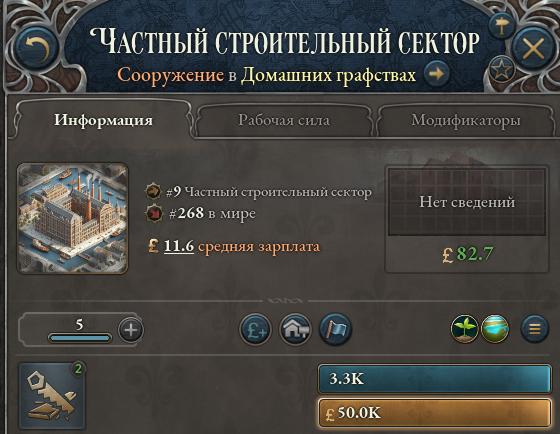 Частный строительный сектор
Сооружение в Домашних графствах
Информация
Рабочая сила
Модификаторы
#9 Частный строительный сектор
#268 в мире
£ 11.6 средняя зарплата
Нет сведений
£82.7
5
£+
2
3.3K
£50.0K